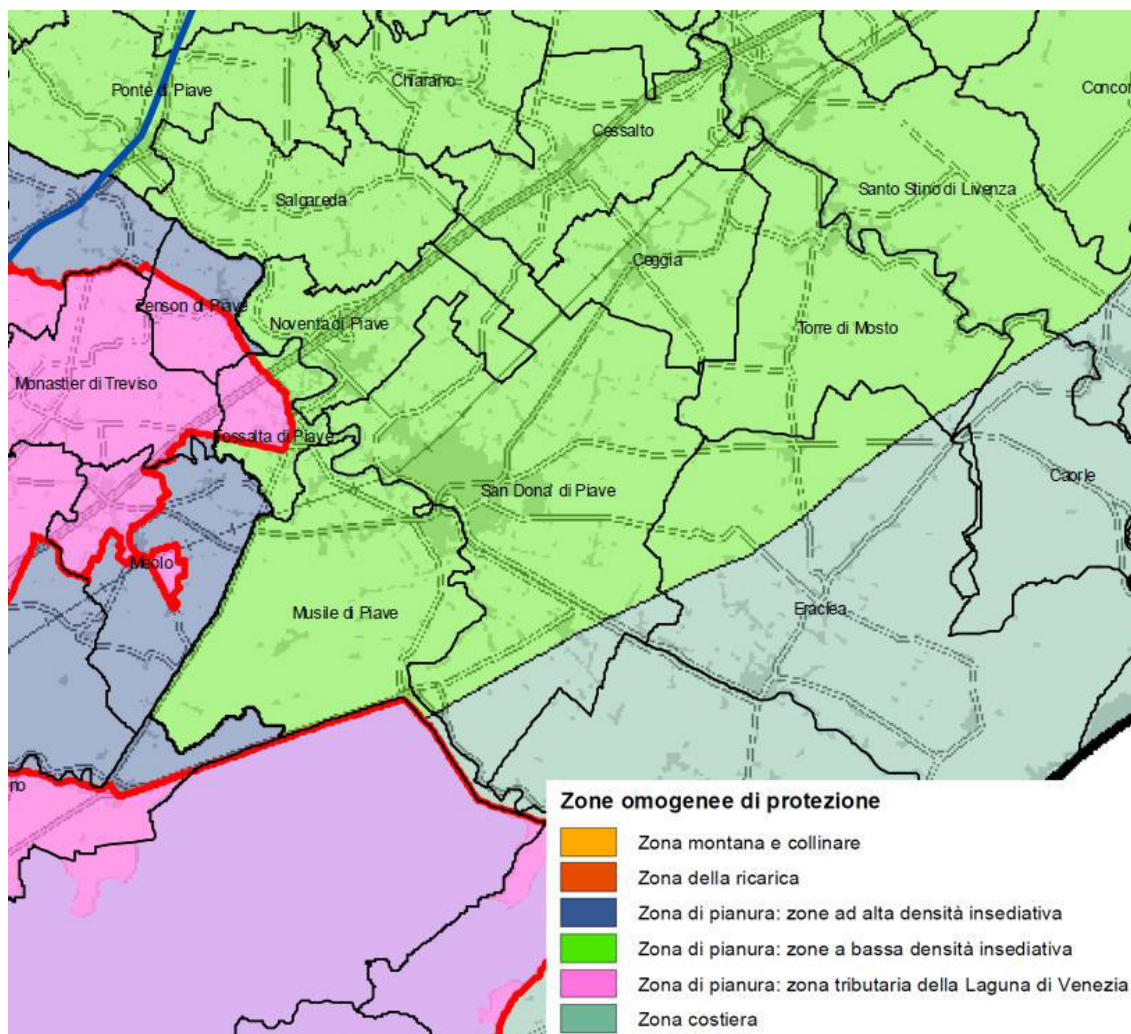 Ponte di Piave
Chiarano
Concor
Cessalto
Salgareda
Santo Stino di Livenza
Ceggia
Zenson di Piave
Noventa di Piave
Torre di Mosto
Monastier di Treviso
Fossalta di Piave
Caorle
San Dona' di Piave
Meolo
Musile di Piave
Eraclea
no
Zone omogenee di protezione
Zona montana e collinare
Zona della ricarica
Zona di pianura: zone ad alta densità insediativa
Zona di pianura: zone a bassa densità insediativa
Zona di pianura: zona tributaria della Laguna di Venezia
Zona costiera